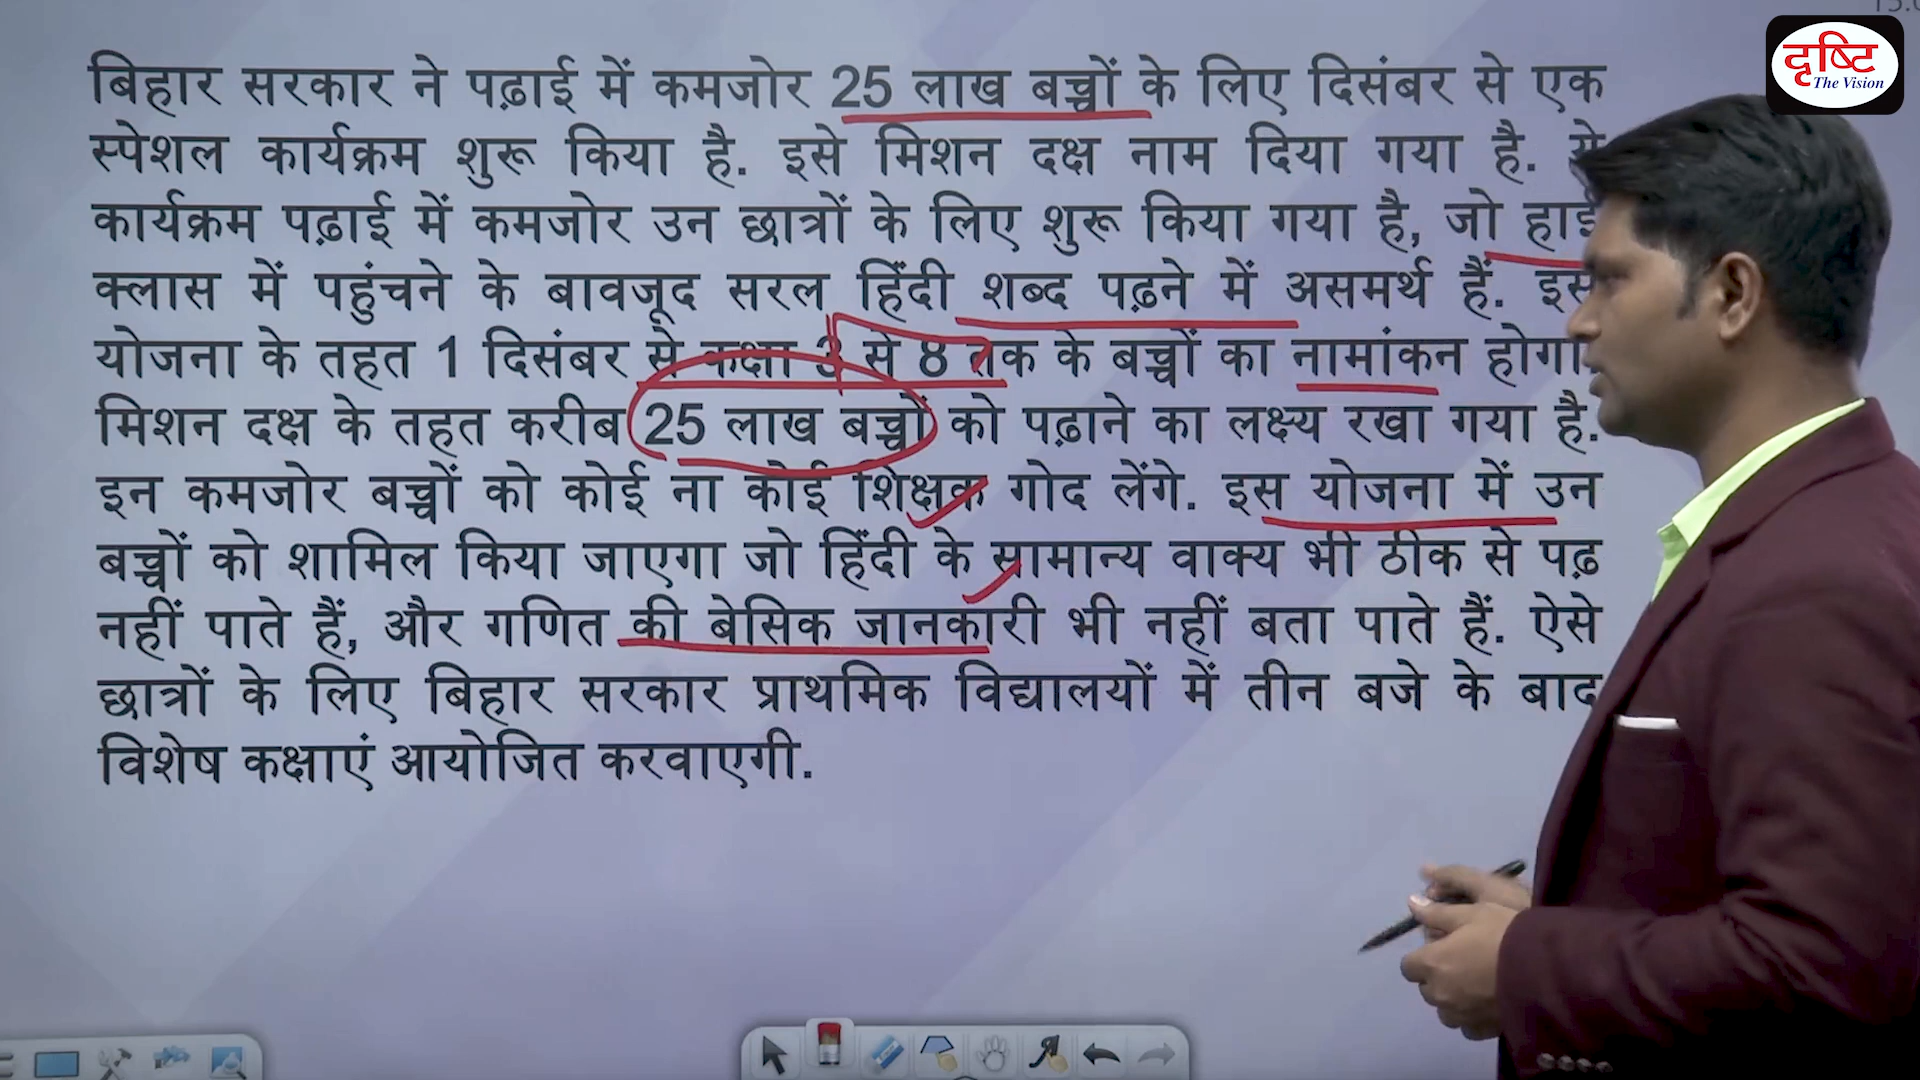 दृष्टि
The Vision
बिहार सरकार ने पढ़ाई में कमजोर 25 लाख बच्चों के लिए दिसंबर से एक
स्पेशल कार्यक्रम शुरू किया है. इसे मिशन दक्ष नाम दिया गया है. ये
कार्यक्रम पढ़ाई में कमजोर उन छात्रों के लिए शुरू किया गया है, जो हाई
क्लास में पहुंचने के बावजूद सरल हिंदी शब्द पढ़ने में असमर्थ हैं. इस
योजना के तहत 1 दिसंबर से कक्षा 3 से 8 तक के बच्चों का नामांकन होगा.
मिशन दक्ष के तहत करीब 25 लाख बच्चों को पढ़ाने का लक्ष्य रखा गया है.
इन कमजोर बच्चों को कोई ना कोई शिक्षक गोद लेंगे. इस योजना में उन
बच्चों को शामिल किया जाएगा जो हिंदी के सामान्य वाक्य भी ठीक से पढ़
नहीं पाते हैं, और गणित की बेसिक जानकारी भी नहीं बता पाते हैं. ऐसे
छात्रों के लिए बिहार सरकार प्राथमिक विद्यालयों में तीन बजे के बाद
विशेष कक्षाएं आयोजित करवाएगी.